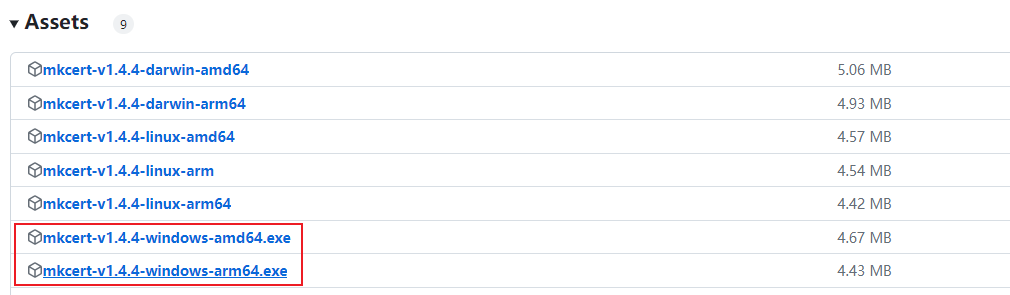 Assets 9
mkcert-v1.4.4-darwin-amd64 5.06 MB
mkcert-v1.4.4-darwin-arm64 4.93 MB
mkcert-v1.4.4-linux-amd64 4.57 MB
mkcert-v1.4.4-linux-arm 4.54 MB
mkcert-v1.4.4-linux-arm64 4.42 MB
mkcert-v1.4.4-windows-amd64.exe 4.67 MB
mkcert-v1.4.4-windows-arm64.exe 4.43 MB